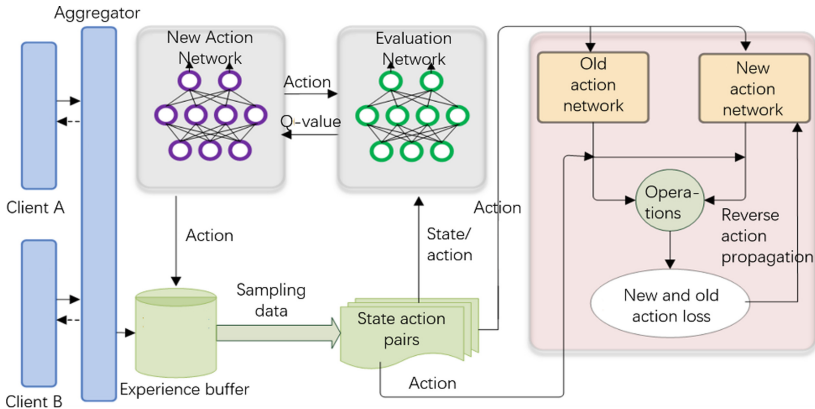 Aggregator
New Action
Network
Evaluation
Network
Action
Q-value
Old
action
network
New
action
network
Client A
Action
State/
action
Action
Opera-
tions
Reverse
action
propagation
Sampling
data
New and old
action loss
State action
pairs
Client B
Experience buffer
Action